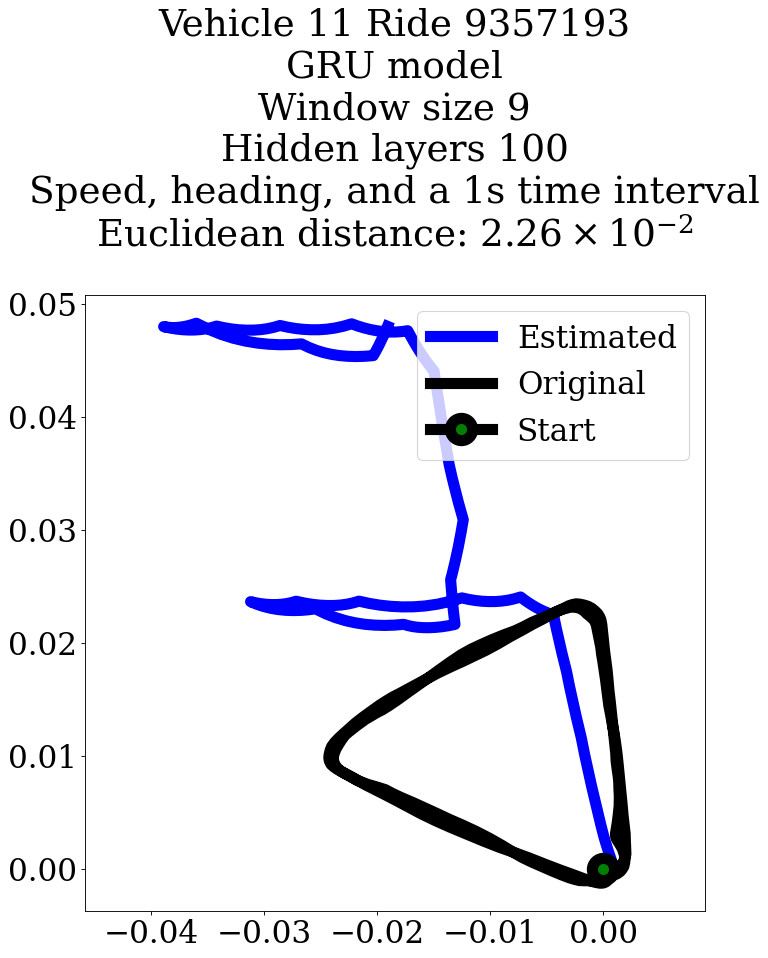 Vehicle 11 Ride 9357193
GRU model
Window size 9
Hidden layers 100
Speed, heading, and a 1s time interval
Euclidean distance: 2.26 × 10⁻²
Estimated
Original
Start
0.05
0.04
0.03
0.02
0.01
0.00
−0.04 −0.03 −0.02 −0.01 0.00